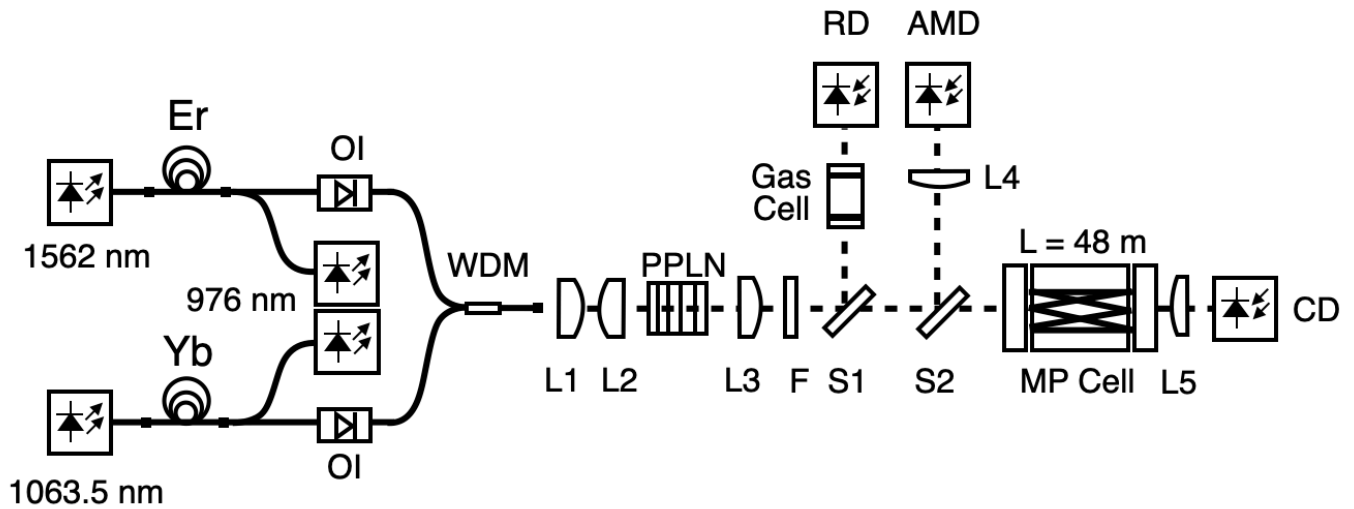 RD AMD
Er
OI
Gas
Cell
L4
1562 nm
976 nm
WDM
PPLN
L = 48 m
CD
Yb
L1 L2 L3 F S1 S2 MP Cell L5
OI
1063.5 nm